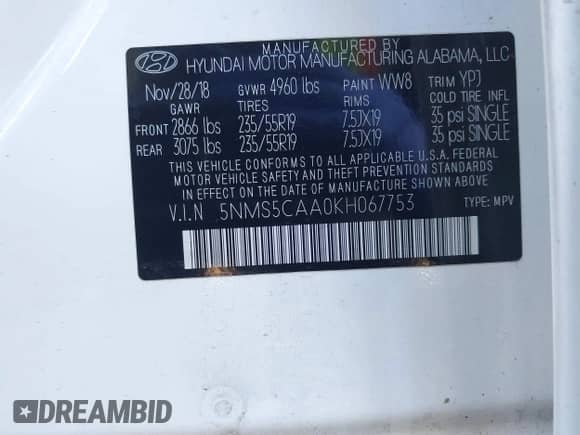 MANUFACTURED BY
HYUNDAI MOTOR MANUFACTURING ALABAMA, LLC
Nov/28/18 GVWR 4960 lbs PAINT WW8 TRIM YPJ
GAWR TIRES RIMS COLD TIRE INFL
FRONT 2866 lbs 235/55R19 7.5JX19 35 psi SINGLE
REAR 3075 lbs 235/55R19 7.5JX19 35 psi SINGLE
THIS VEHICLE CONFORMS TO ALL APPLICABLE U.S.A. FEDERAL
MOTOR VEHICLE SAFETY AND THEFT PREVENTION STANDARDS
IN EFFECT ON THE DATE OF MANUFACTURE SHOWN ABOVE.
V.I.N 5NMS5CAA0KH067753 TYPE: MPV
DREAMBID